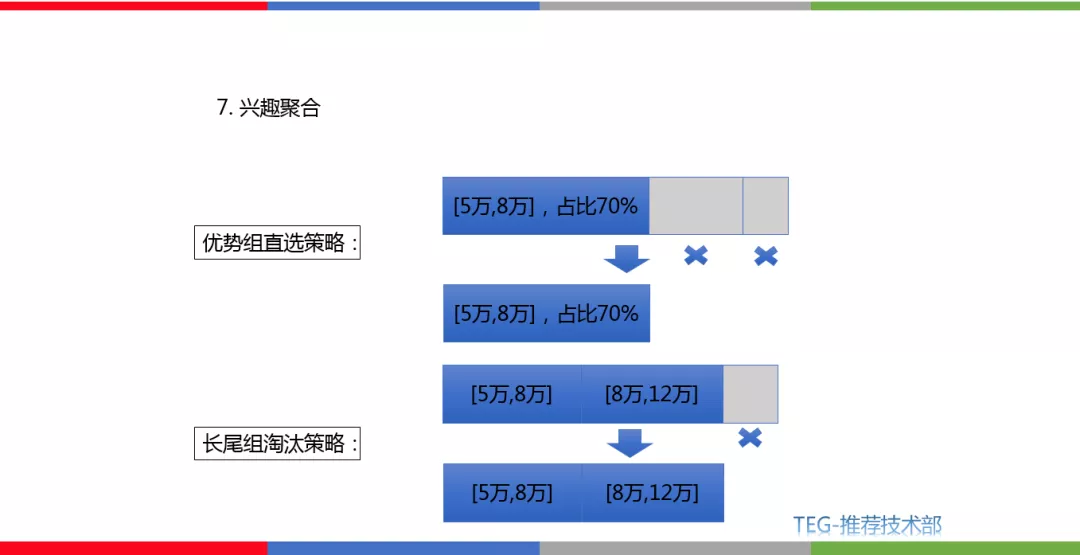 7. 兴趣聚合
[5万,8万]，占比70%
优势组直选策略：
[5万,8万]，占比70%
[5万,8万] [8万,12万]
长尾组淘汰策略：
[5万,8万] [8万,12万]
TEG-推荐技术部